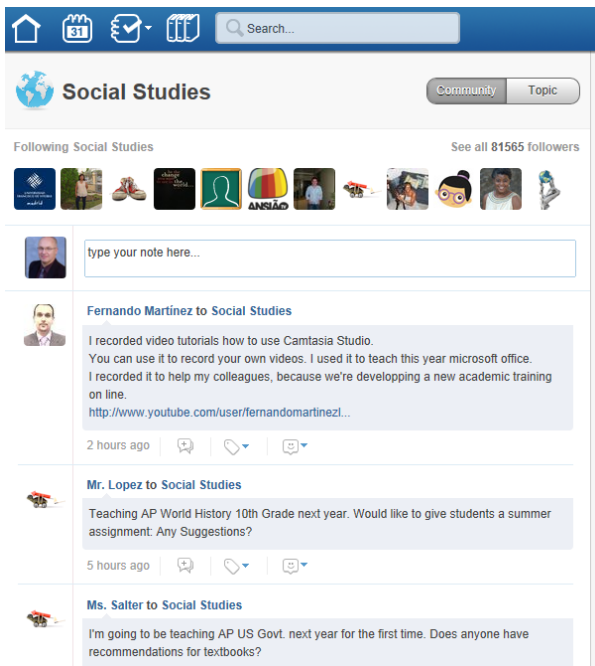 31
Search...
Social Studies
Community
Topic
Following Social Studies
See all 81565 followers
madrid
change
the
world
ANSIÃO
type your note here...
Fernando Martínez to Social Studies
I recorded video tutorials how to use Camtasia Studio.
You can use it to record your own videos. I used it to teach this year microsoft office.
I recorded it to help my colleagues, because we're developping a new academic training
on line.
http://www.youtube.com/user/fernandomartinezl...
2 hours ago
Mr. Lopez to Social Studies
Teaching AP World History 10th Grade next year. Would like to give students a summer
assignment: Any Suggestions?
5 hours ago
Ms. Salter to Social Studies
I'm going to be teaching AP US Govt. next year for the first time. Does anyone have
recommendations for textbooks?